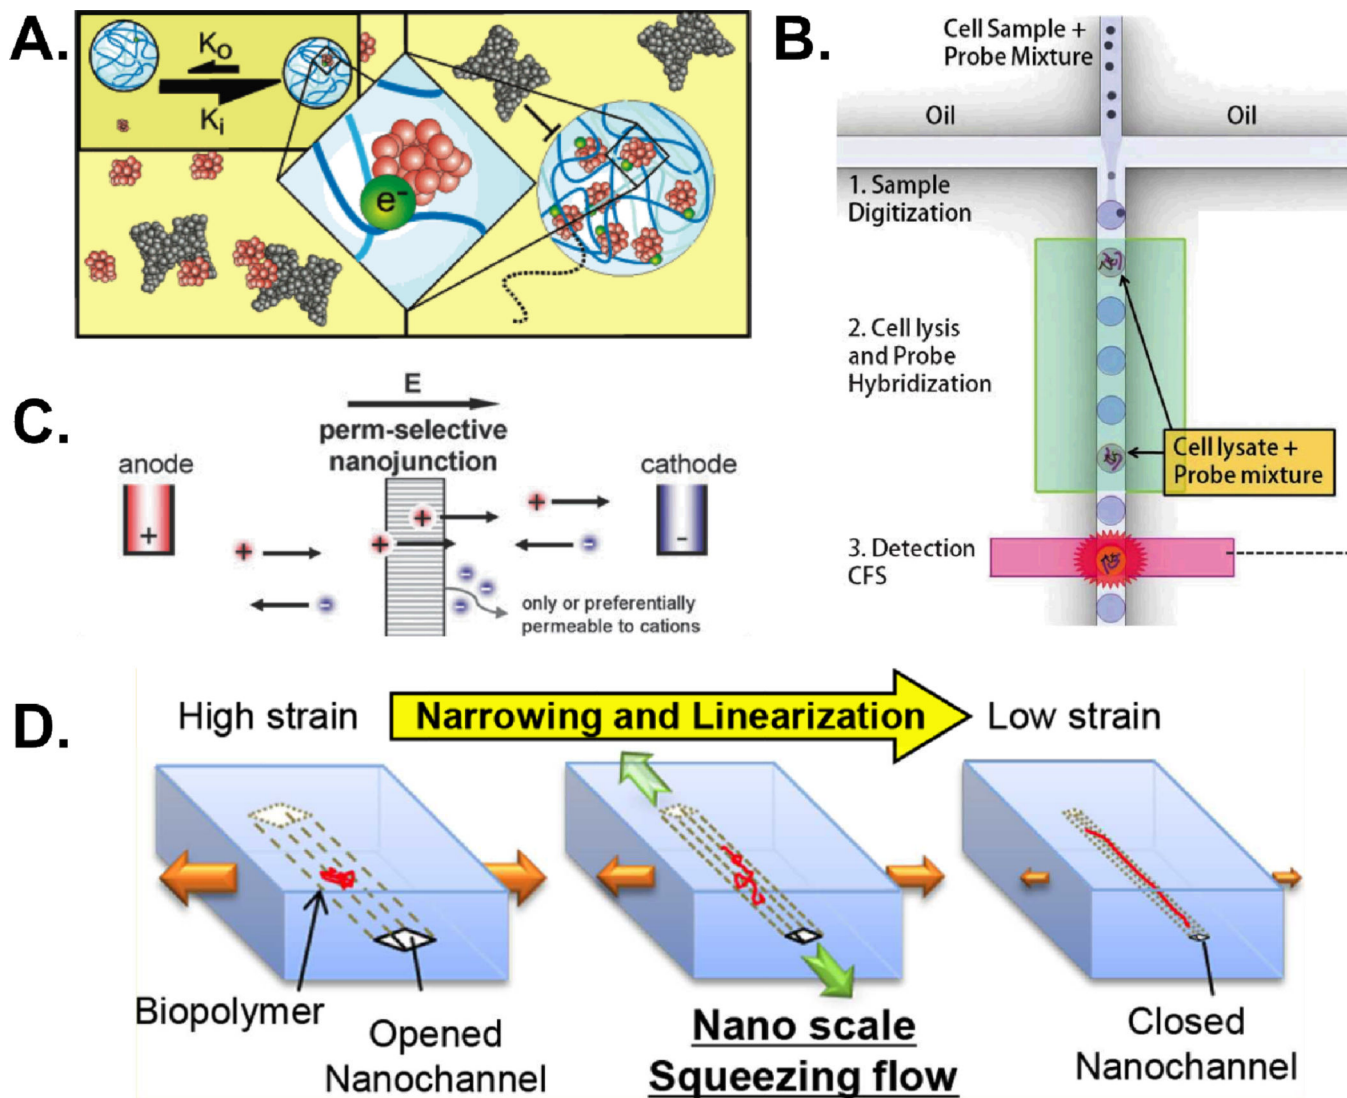 A.
Ko
Ki
e-
B.
Cell Sample +
Probe Mixture
Oil
Oil
1. Sample
Digitization
2. Cell lysis
and Probe
Hybridization
Cell lysate +
Probe mixture
3. Detection
CFS
C.
E
perm-selective
nanojunction
anode
cathode
+
-
+
+
+
+
-
-
-
-
-
-
only or preferentially
permeable to cations
D.
High strain
Narrowing and Linearization
Low strain
Biopolymer
Opened
Nanochannel
Nano scale
Squeezing flow
Closed
Nanochannel